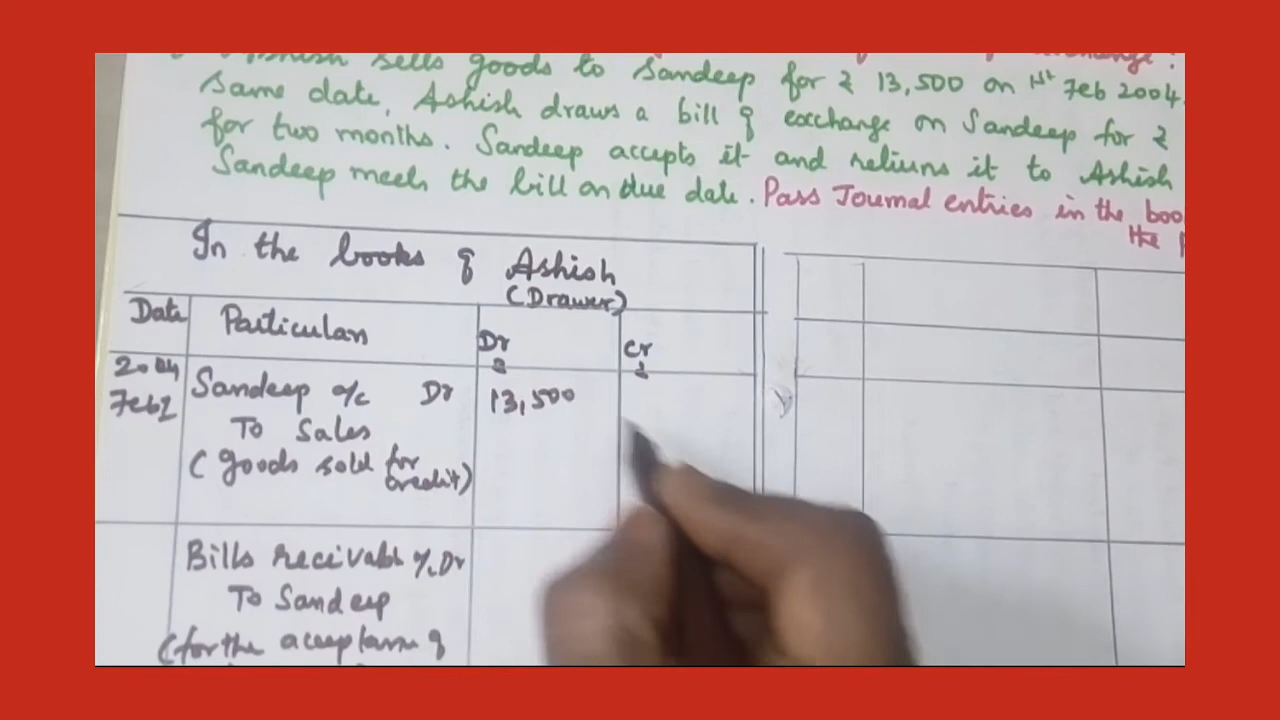 exchange.
Ashish sells goods to Sandeep for ₹ 13,500 on 1st Feb 2004.
Same date, Ashish draws a bill of exchange on Sandeep for ₹
for two months. Sandeep accepts it and returns it to Ashish
Sandeep meets the bill on due date. Pass Journal entries in the boo
the
In the books of Ashish
(Drawer)
Date Particulars Dr ₹ Cr ₹
2004
Feb 1 Sandeep a/c Dr 13,500
To Sales
(Goods sold for
credit)
Bills receivable a/c Dr
To Sandeep
(for the acceptance of